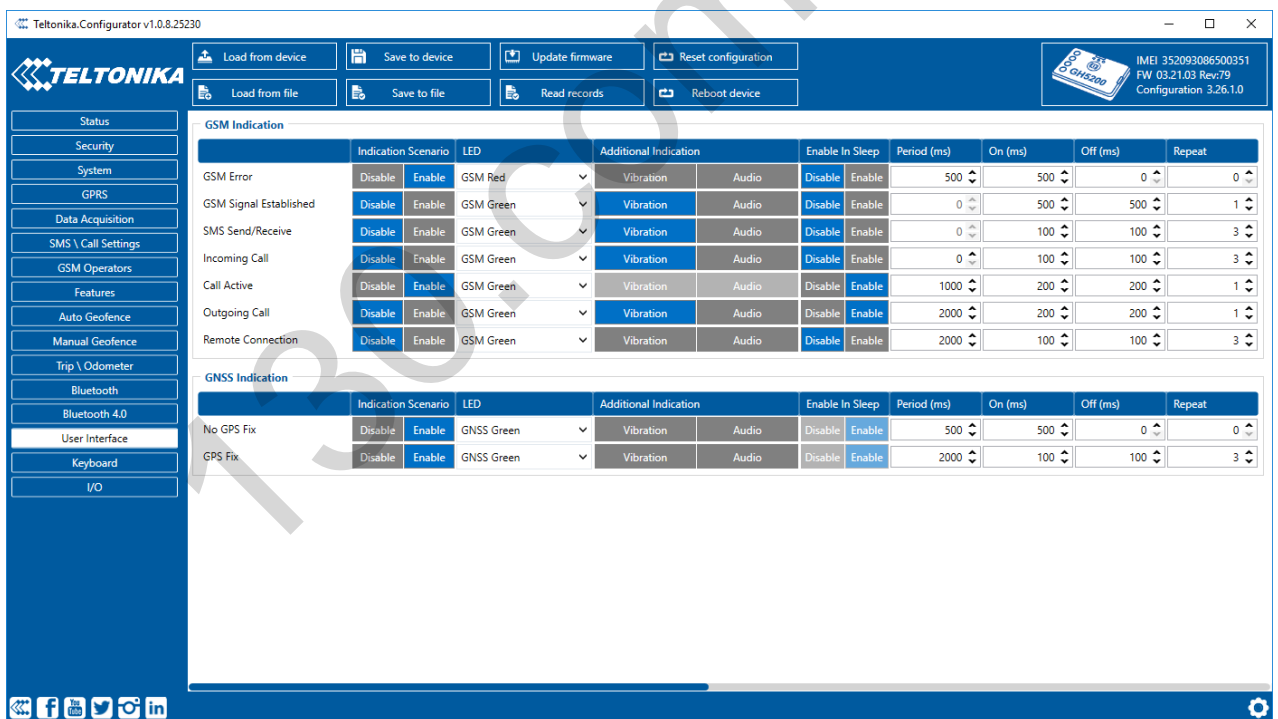 Teltonika.Configurator v1.0.8.25230
TELTONIKA
Load from device Save to device Update firmware Reset configuration
Load from file Save to file Read records Reboot device
GH5200
IMEI 352093086500351
FW 03.21.03 Rev:79
Configuration 3.26.1.0
Status
Security
System
GPRS
Data Acquisition
SMS \ Call Settings
GSM Operators
Features
Auto Geofence
Manual Geofence
Trip \ Odometer
Bluetooth
Bluetooth 4.0
User Interface
Keyboard
I/O
GSM Indication
Indication Scenario LED Additional Indication Enable In Sleep Period (ms) On (ms) Off (ms) Repeat
GSM Error Disable Enable GSM Red Vibration Audio Disable Enable 500 500 0 0
GSM Signal Established Disable Enable GSM Green Vibration Audio Disable Enable 0 500 500 1
SMS Send/Receive Disable Enable GSM Green Vibration Audio Disable Enable 0 100 100 3
Incoming Call Disable Enable GSM Green Vibration Audio Disable Enable 0 100 100 3
Call Active Disable Enable GSM Green Vibration Audio Disable Enable 1000 200 200 1
Outgoing Call Disable Enable GSM Green Vibration Audio Disable Enable 2000 200 200 1
Remote Connection Disable Enable GSM Green Vibration Audio Disable Enable 2000 100 100 3
GNSS Indication
Indication Scenario LED Additional Indication Enable In Sleep Period (ms) On (ms) Off (ms) Repeat
No GPS Fix Disable Enable GNSS Green Vibration Audio Disable Enable 500 500 0 0
GPS Fix Disable Enable GNSS Green Vibration Audio Disable Enable 2000 100 100 3
130.com
You
Tube
in